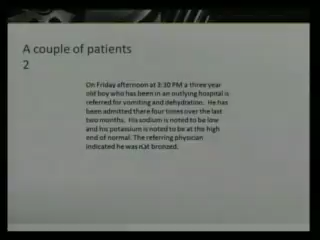 A couple of patients
2
On Friday afternoon at 3:30 PM a three year
old boy who has been in an outlying hospital is
referred for vomiting and dehydration. He has
been admitted there four times over the last
two months. His sodium is noted to be low
and his potassium is noted to be at the high
end of normal. The referring physician
indicated he was not bronzed.